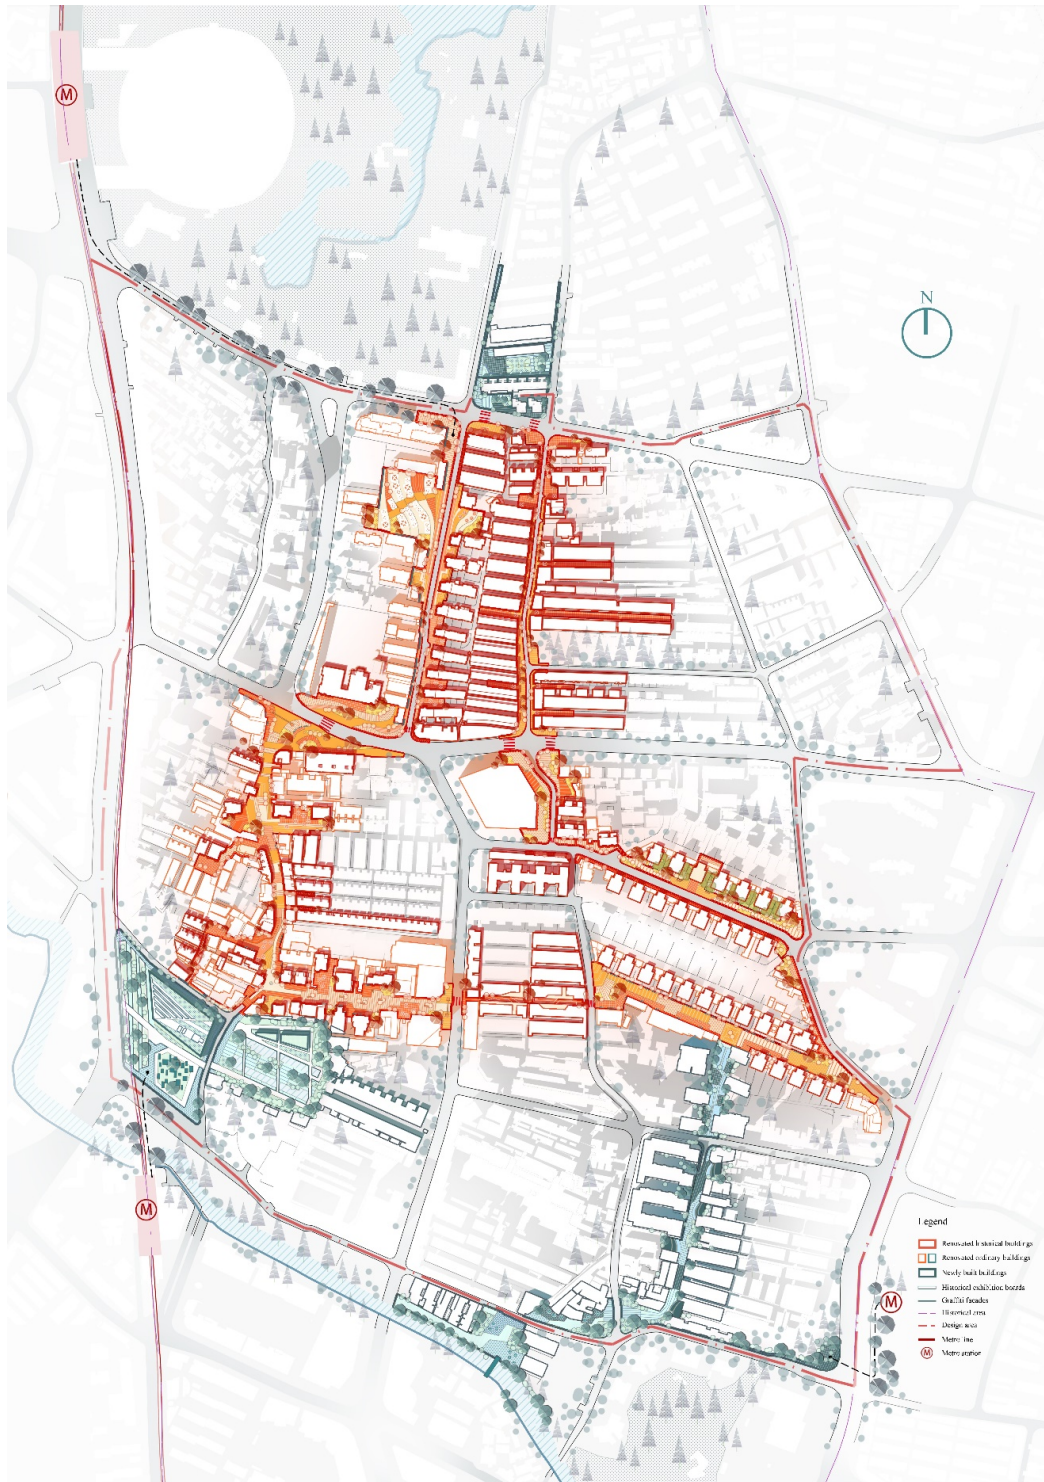 M
N
Legend
Renovated historical buildings
Renovated ordinary buildings
Newly built buildings
Historical exhibition boards
Graffiti facades
Historical area
Design area
Metro line
M Metro station
M
M